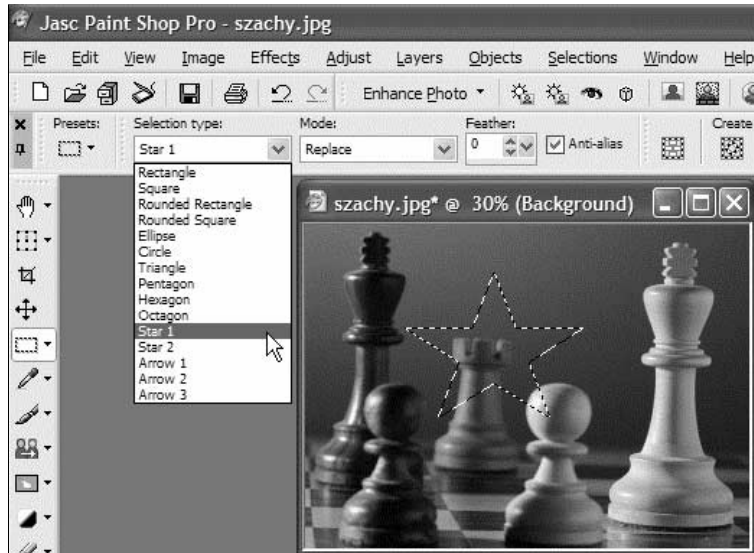 Jasc Paint Shop Pro - szachy.jpg
File Edit View Image Effects Adjust Layers Objects Selections Window Help
Enhance Photo
Presets: Selection type: Mode: Feather: Create
Star 1 Replace 0 Anti-alias
Rectangle
Square
Rounded Rectangle
Rounded Square
Ellipse
Circle
Triangle
Pentagon
Hexagon
Octagon
Star 1
Star 2
Arrow 1
Arrow 2
Arrow 3
szachy.jpg* @ 30% (Background)